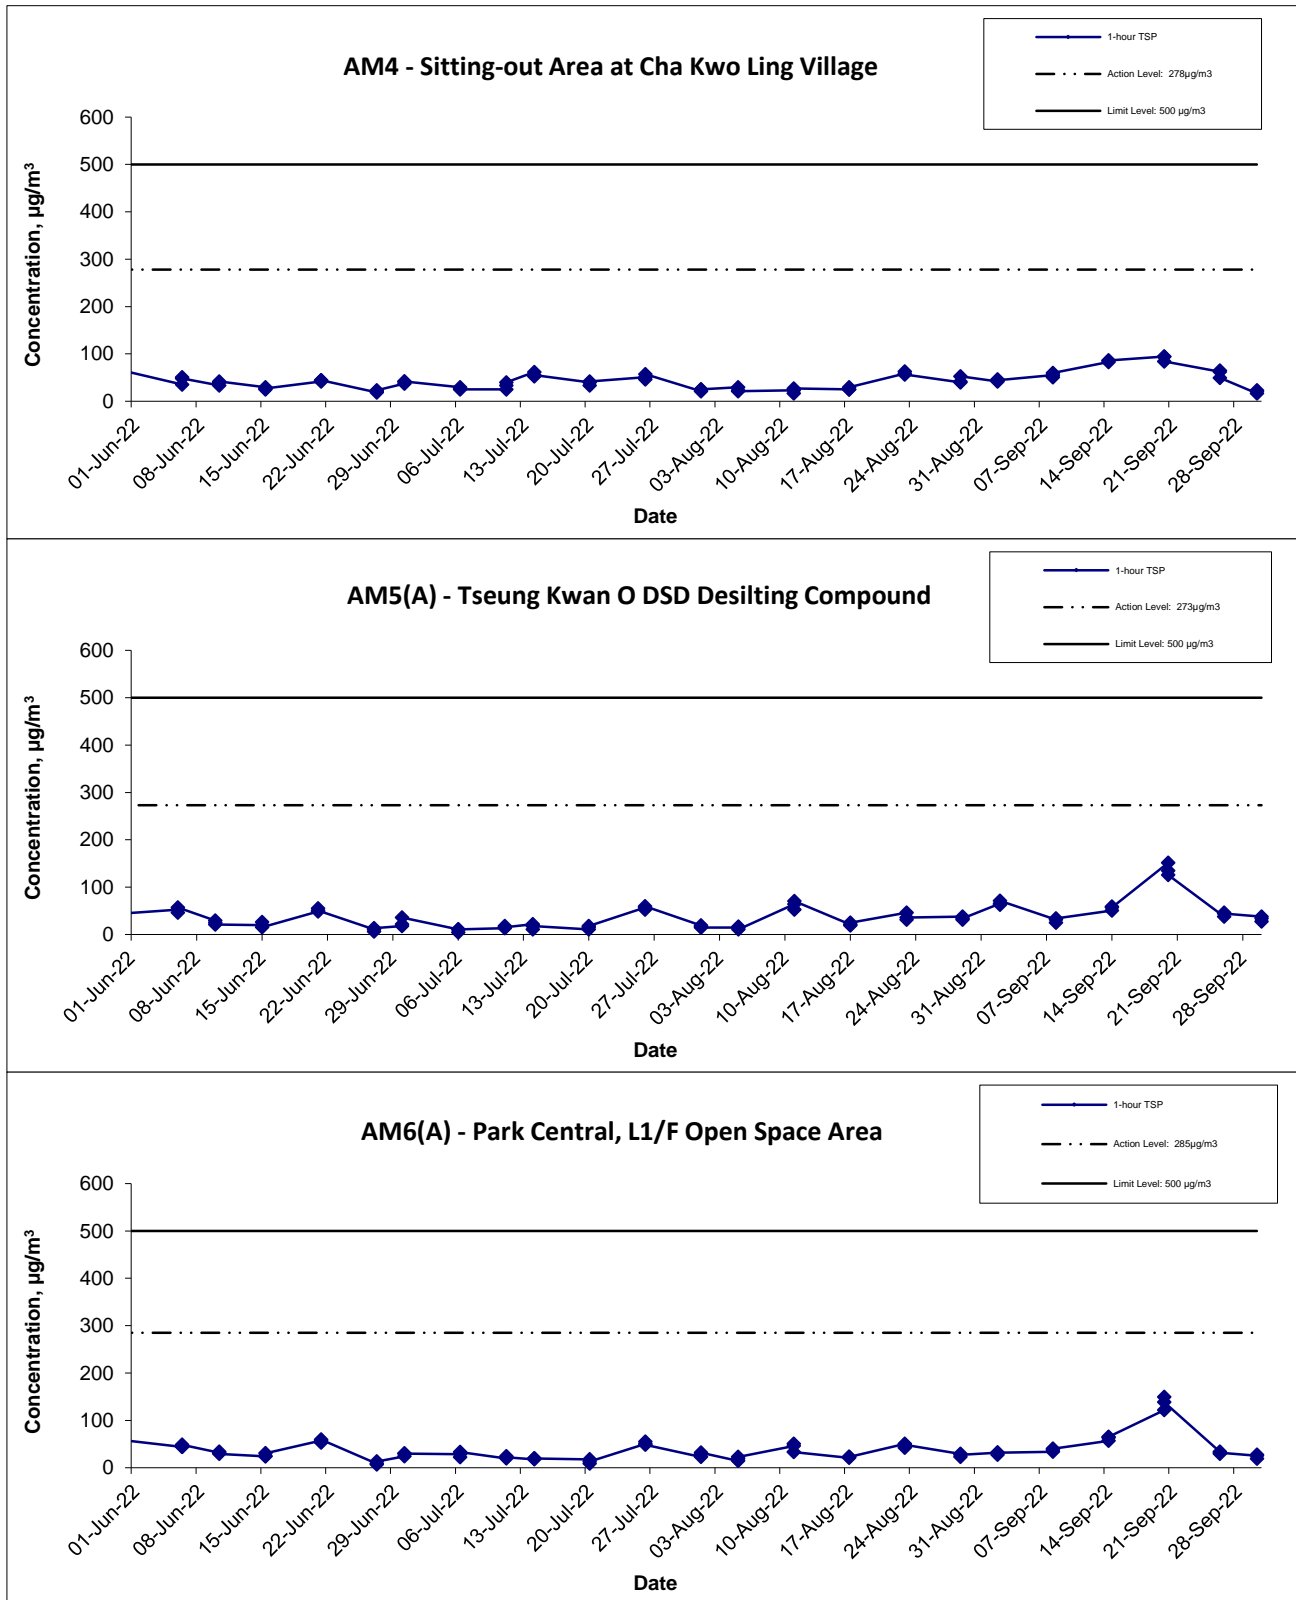 AM4 - Sitting-out Area at Cha Kwo Ling Village
1-hour TSP
Action Level:  278µg/m3
Limit Level: 500 µg/m3
Concentration, µg/m³
600
500
400
300
200
100
0
01-Jun-22
08-Jun-22
15-Jun-22
22-Jun-22
29-Jun-22
06-Jul-22
13-Jul-22
20-Jul-22
27-Jul-22
03-Aug-22
10-Aug-22
17-Aug-22
24-Aug-22
31-Aug-22
07-Sep-22
14-Sep-22
21-Sep-22
28-Sep-22
Date
AM5(A) - Tseung Kwan O DSD Desilting Compound
1-hour TSP
Action Level:  273µg/m3
Limit Level: 500 µg/m3
Concentration, µg/m³
600
500
400
300
200
100
0
01-Jun-22
08-Jun-22
15-Jun-22
22-Jun-22
29-Jun-22
06-Jul-22
13-Jul-22
20-Jul-22
27-Jul-22
03-Aug-22
10-Aug-22
17-Aug-22
24-Aug-22
31-Aug-22
07-Sep-22
14-Sep-22
21-Sep-22
28-Sep-22
Date
AM6(A) - Park Central, L1/F Open Space Area
1-hour TSP
Action Level:  285µg/m3
Limit Level: 500 µg/m3
Concentration, µg/m³
600
500
400
300
200
100
0
01-Jun-22
08-Jun-22
15-Jun-22
22-Jun-22
29-Jun-22
06-Jul-22
13-Jul-22
20-Jul-22
27-Jul-22
03-Aug-22
10-Aug-22
17-Aug-22
24-Aug-22
31-Aug-22
07-Sep-22
14-Sep-22
21-Sep-22
28-Sep-22
Date